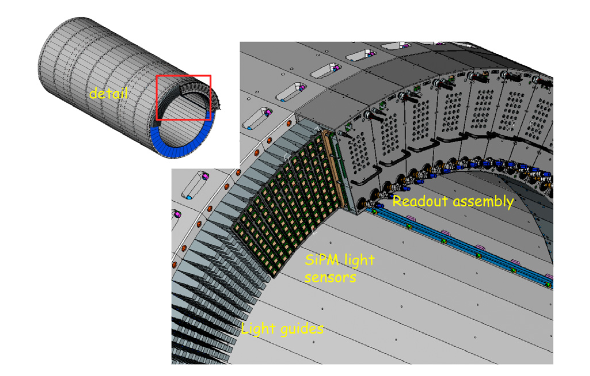 detail
Readout assembly
SiPM light
sensors
Light guides